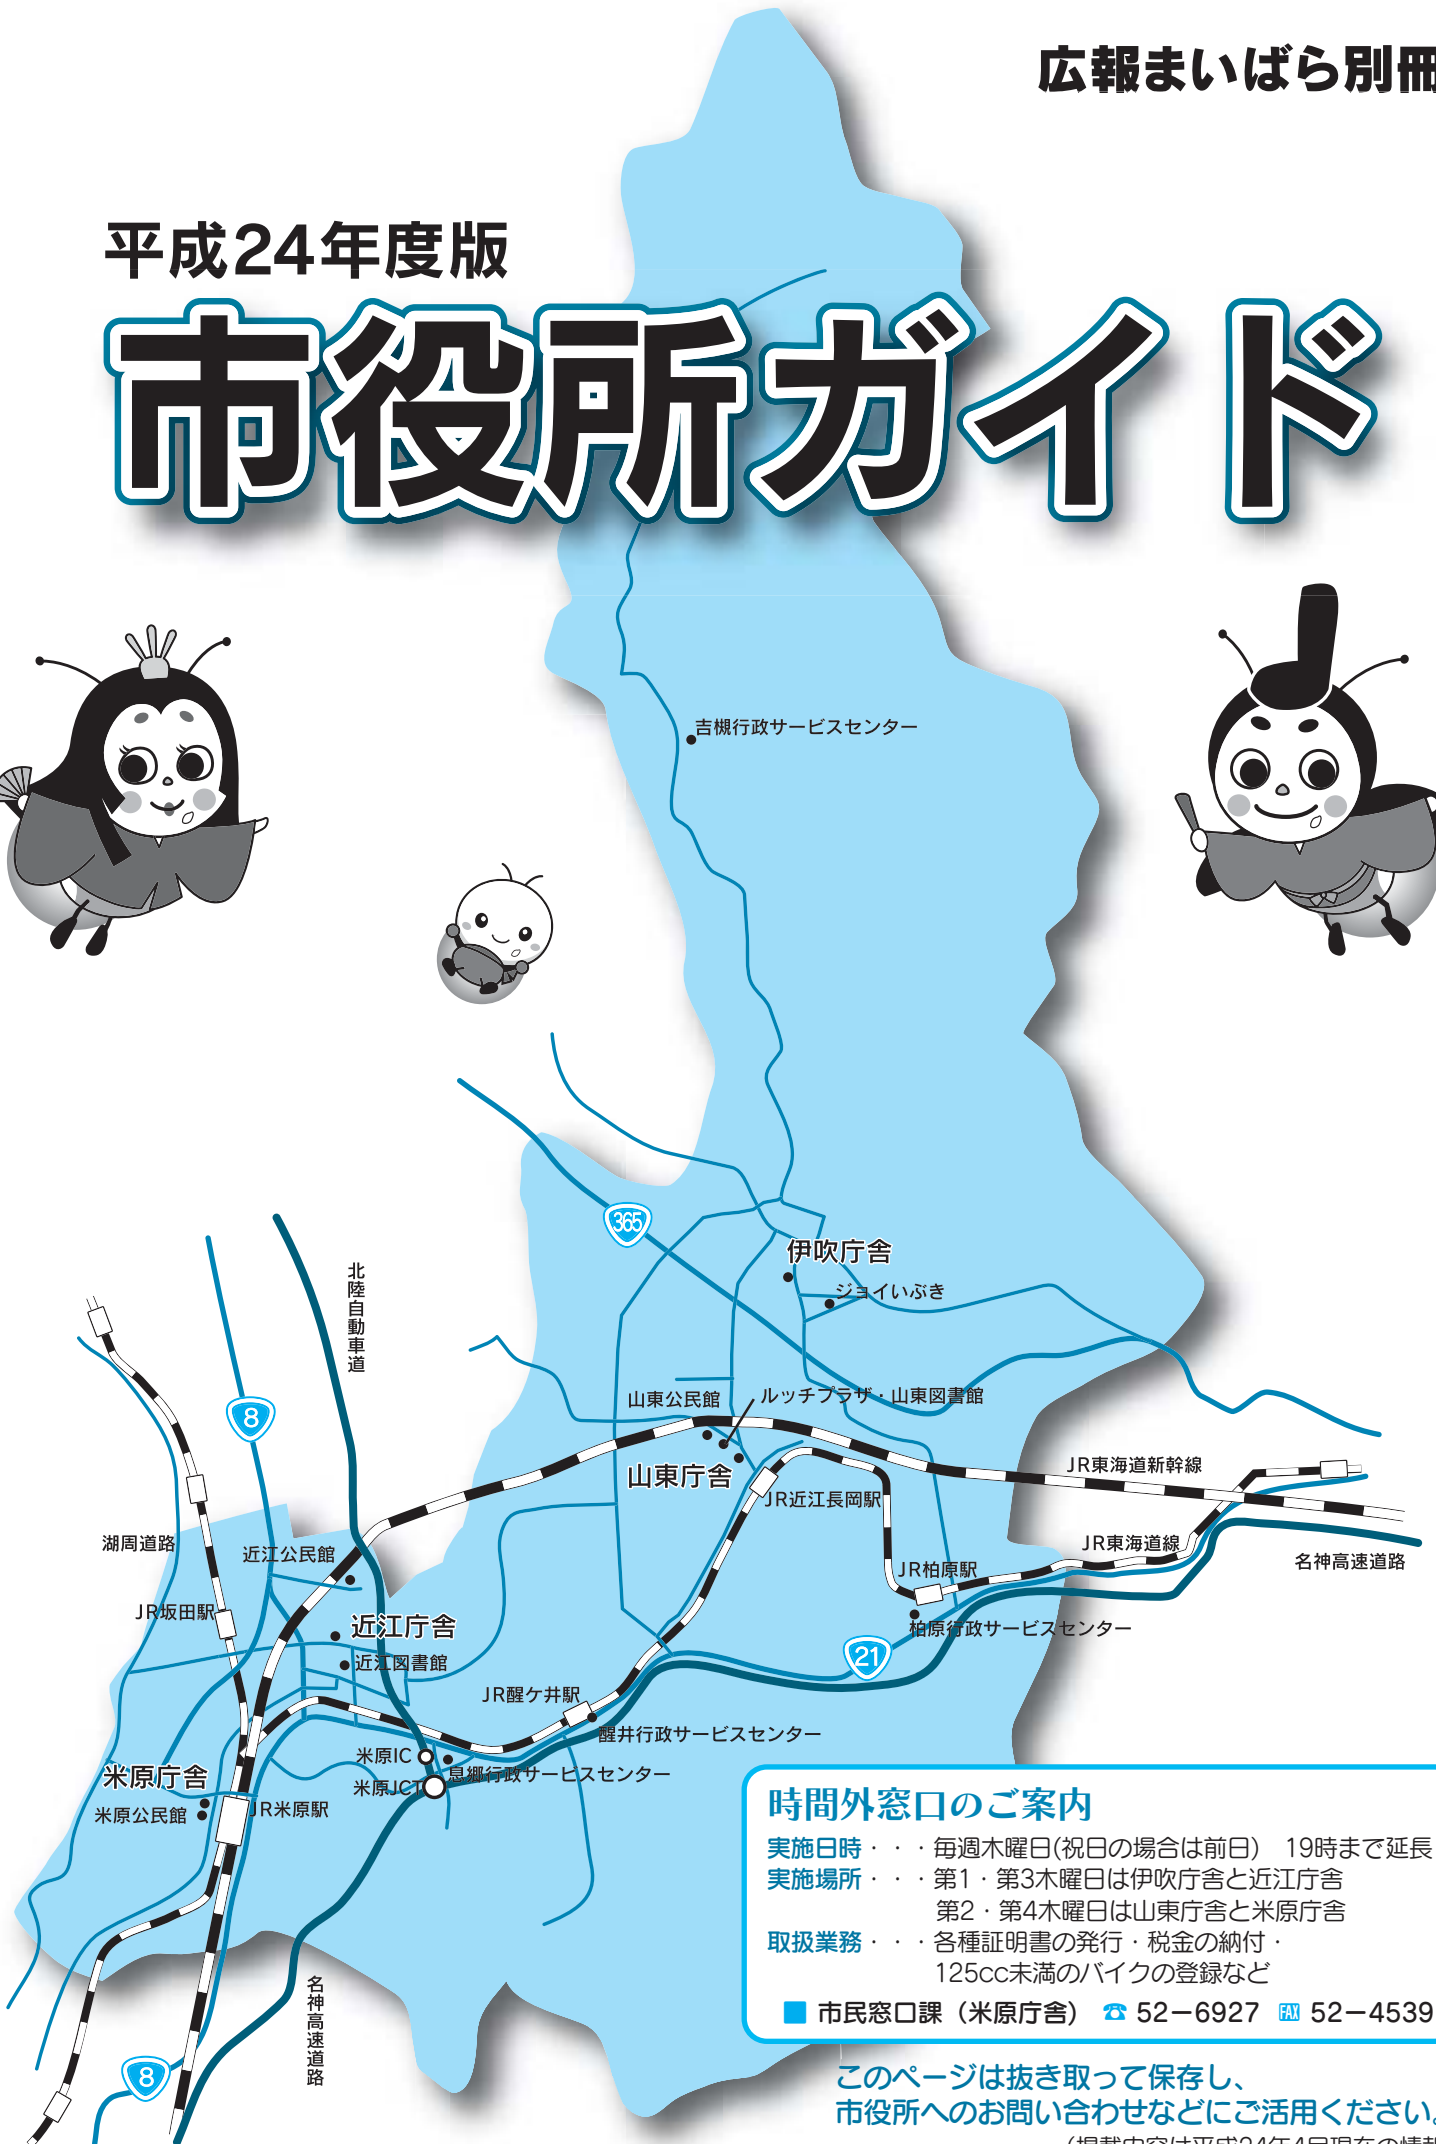 広報まいばら別冊
平成24年度版
市役所ガイド
吉槻行政サービスセンター
365
伊吹庁舎
ジョイいぶき
北陸自動車道
8
山東公民館
ルッチプラザ・山東図書館
山東庁舎
JR東海道新幹線
JR近江長岡駅
湖周道路
近江公民館
JR東海道線
名神高速道路
JR柏原駅
JR坂田駅
近江庁舎
柏原行政サービスセンター
近江図書館
21
JR醒ケ井駅
醒井行政サービスセンター
米原IC
息郷行政サービスセンター
米原庁舎
米原JCT
米原公民館
JR米原駅
名神高速道路
8
時間外窓口のご案内
実施日時・・・毎週木曜日(祝日の場合は前日)　19時まで延長
実施場所・・・第1・第3木曜日は伊吹庁舎と近江庁舎
第2・第4木曜日は山東庁舎と米原庁舎
取扱業務・・・各種証明書の発行・税金の納付・
125cc未満のバイクの登録など
■ 市民窓口課（米原庁舎） ☎ 52−6927 FAX 52−4539
このページは抜き取って保存し、
市役所へのお問い合わせなどにご活用ください。